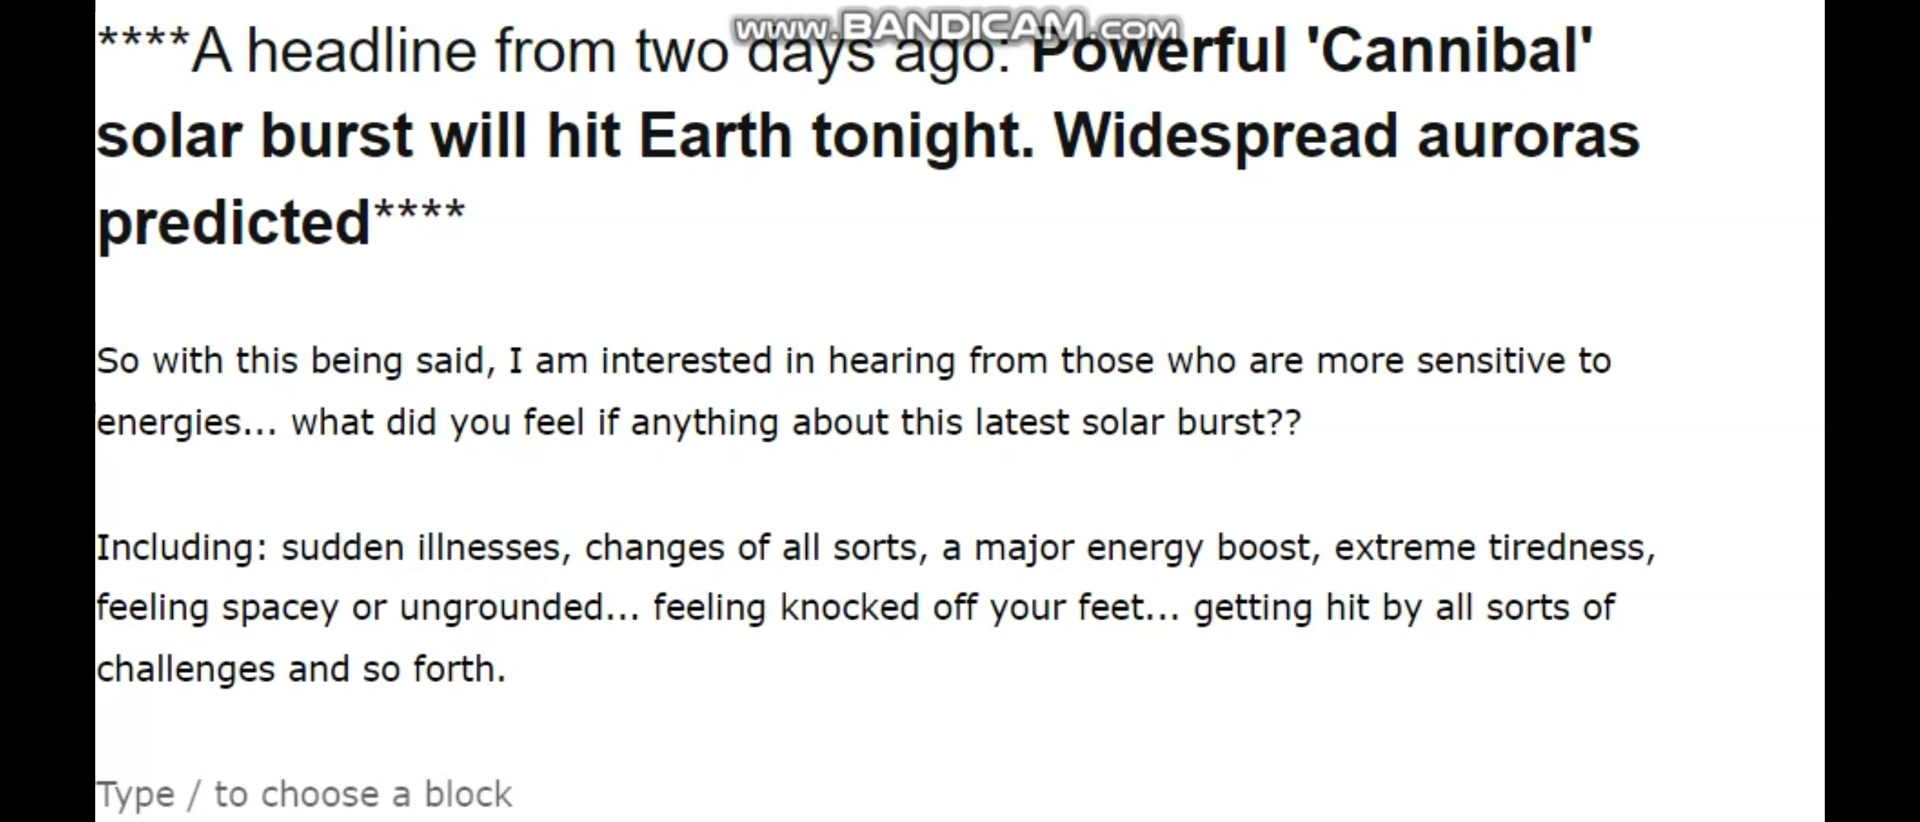 www.BANDICAM.com
****A headline from two days ago: Powerful 'Cannibal'
solar burst will hit Earth tonight. Widespread auroras
predicted****
So with this being said, I am interested in hearing from those who are more sensitive to
energies... what did you feel if anything about this latest solar burst??
Including: sudden illnesses, changes of all sorts, a major energy boost, extreme tiredness,
feeling spacey or ungrounded... feeling knocked off your feet... getting hit by all sorts of
challenges and so forth.
Type / to choose a block